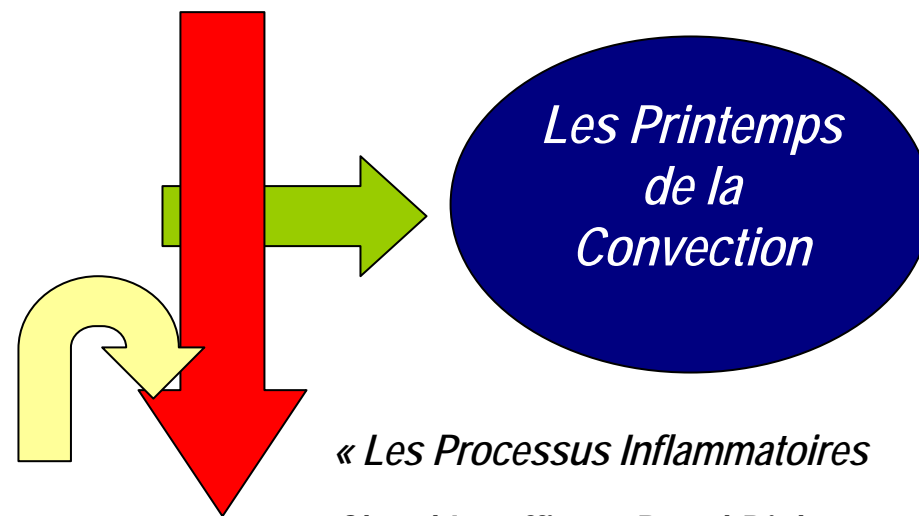 Les Printemps
de la
Convection
« Les Processus Inflammatoires